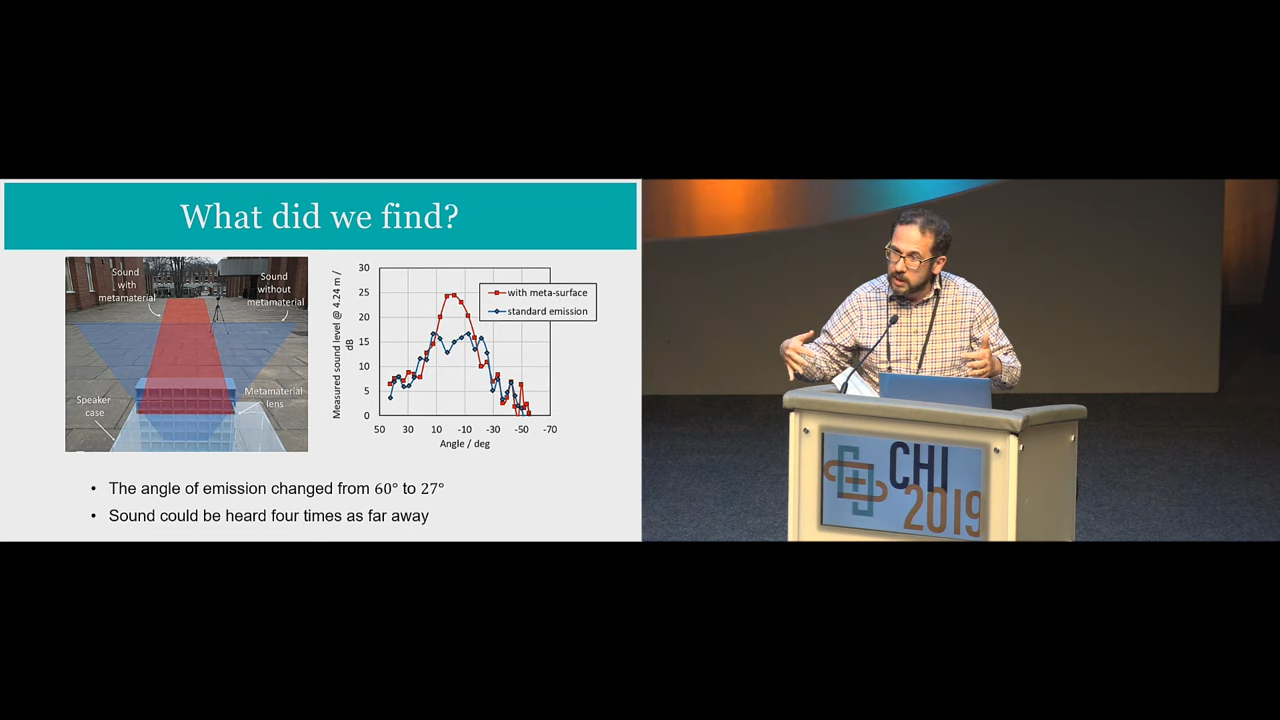 What did we find?
Sound
with
metamaterial
Sound
without
metamaterial
Speaker
case
Metamaterial
lens
Measured sound level @ 4.24 m /
dB
30
25
20
15
10
5
0
50 30 10 -10 -30 -50 -70
Angle / deg
with meta-surface
standard emission
• The angle of emission changed from 60° to 27°
• Sound could be heard four times as far away
CHI
2019